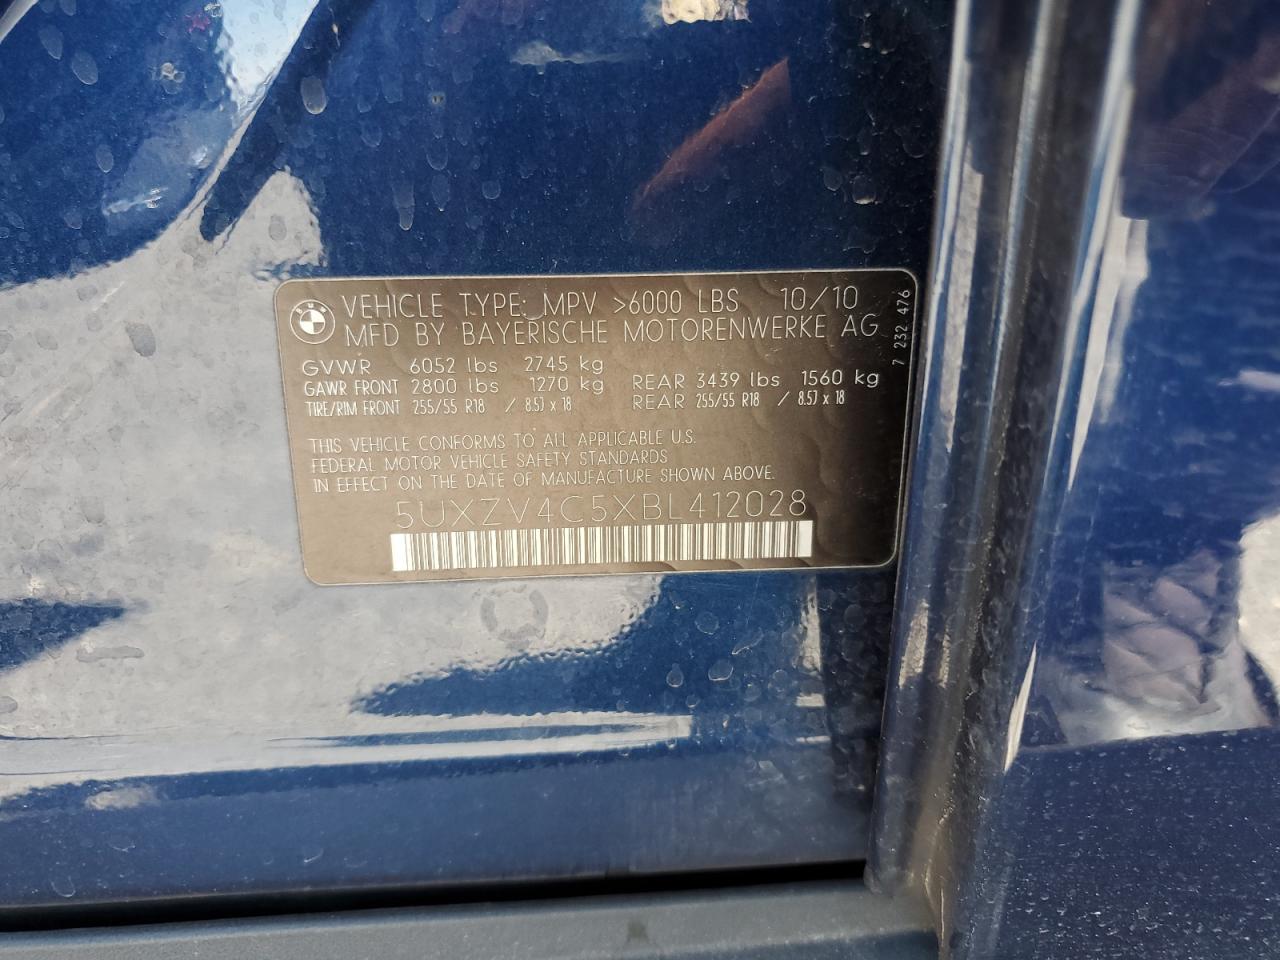 VEHICLE TYPE: MPV >6000 LBS 10/10
MFD BY BAYERISCHE MOTORENWERKE AG
GVWR 6052 lbs 2745 kg
GAWR FRONT 2800 lbs 1270 kg REAR 3439 lbs 1560 kg
TIRE/RIM FRONT 255/55 R18 / 8.5J x 18 REAR 255/55 R18 / 8.5J x 18
THIS VEHICLE CONFORMS TO ALL APPLICABLE U.S.
FEDERAL MOTOR VEHICLE SAFETY STANDARDS
IN EFFECT ON THE DATE OF MANUFACTURE SHOWN ABOVE.
5UXZV4C5XBL412028
7 232 476
BMW